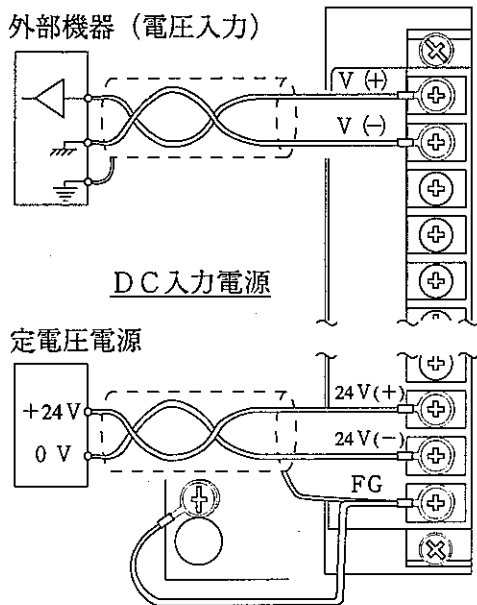 外部機器（電圧入力）
V (+)
V (−)
ＤＣ入力電源
定電圧電源
+24V
0 V
24V(+)
24V(−)
FG